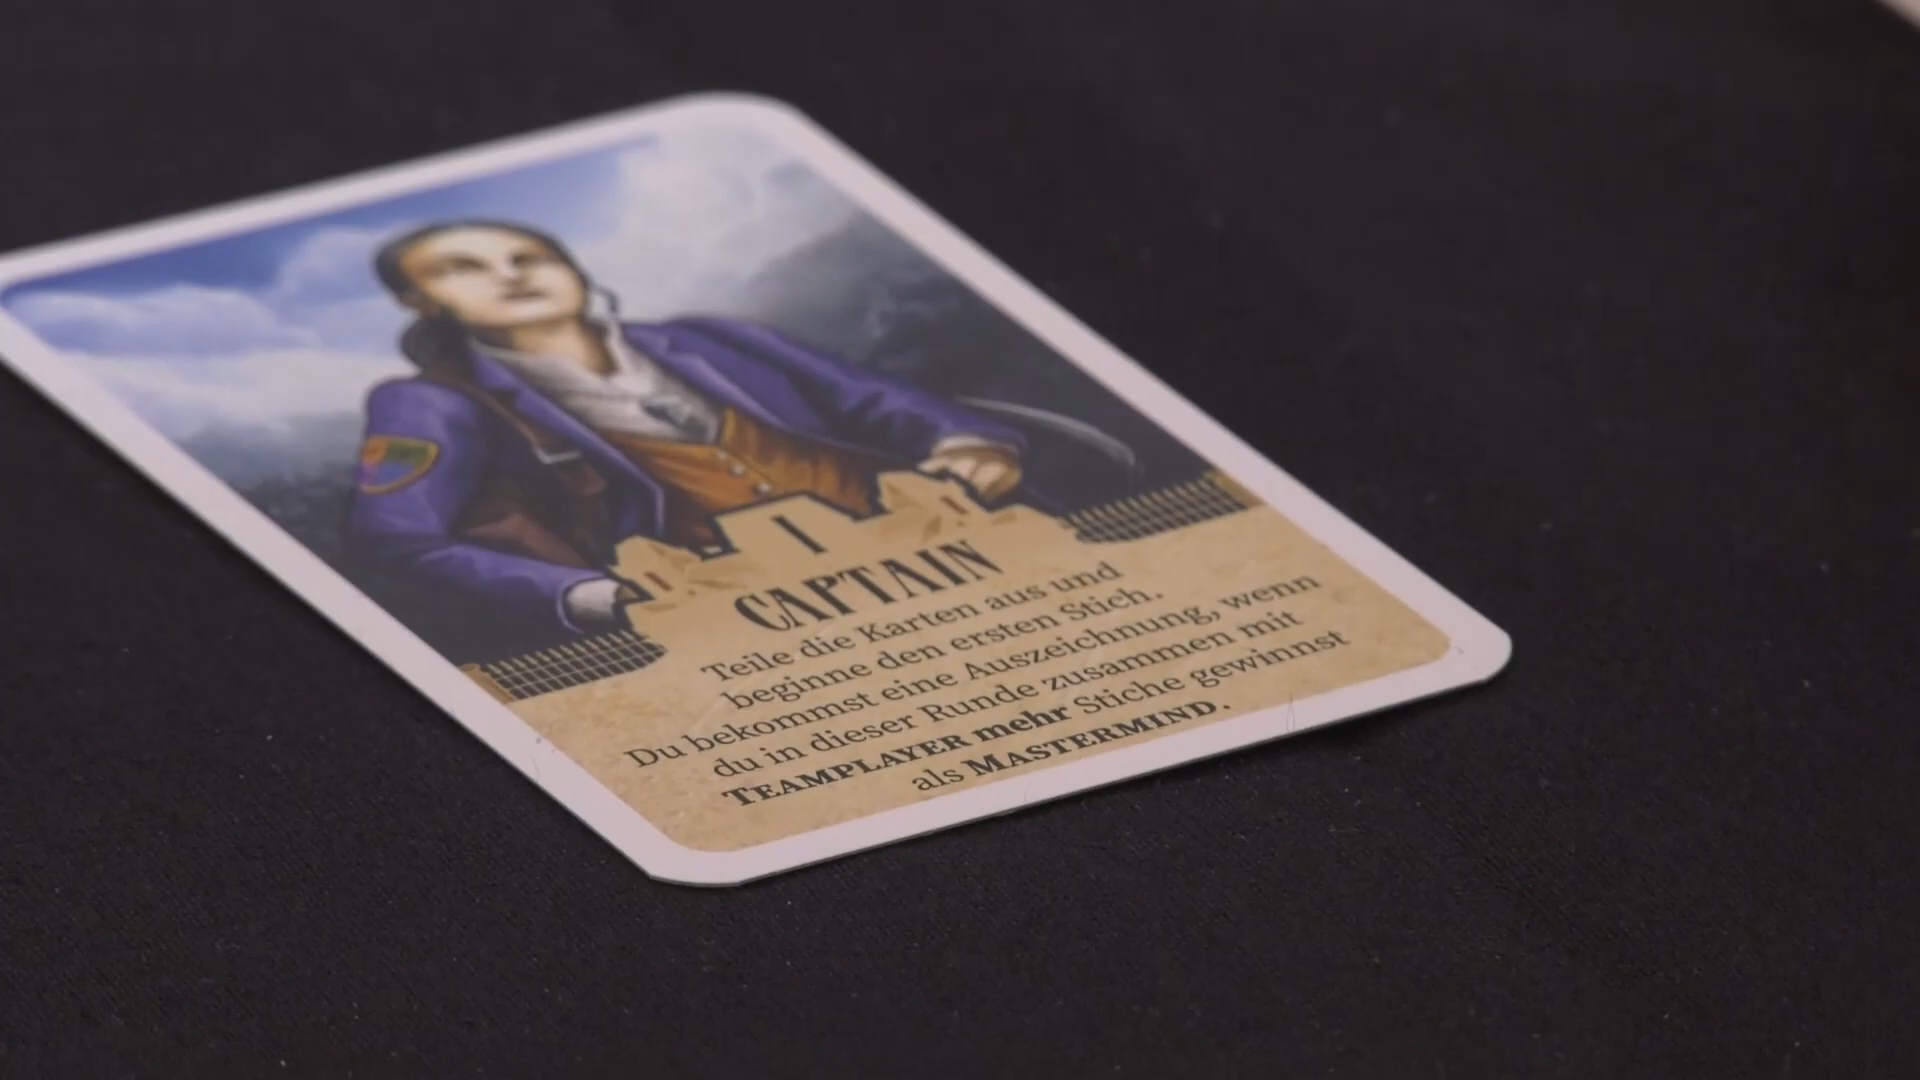 I
CAPTAIN
Teile die Karten aus und
beginne den ersten Stich.
Du bekommst eine Auszeichnung, wenn
du in dieser Runde zusammen mit
TEAMPLAYER mehr Stiche gewinnst
als MASTERMIND.